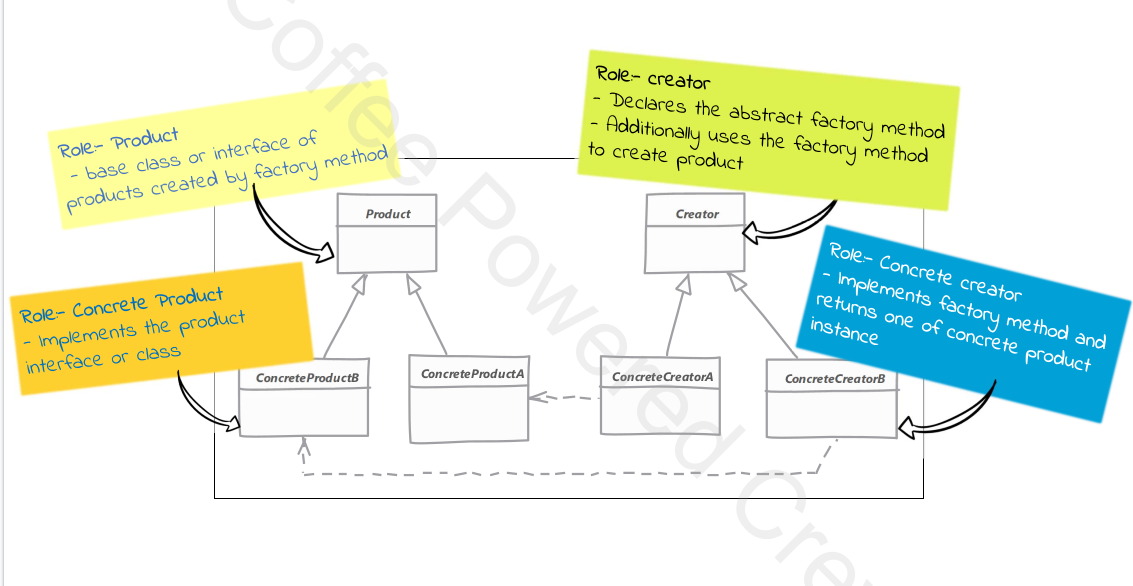 Role:- Product
- base class or interface of
products created by factory method
Role:- creator
- Declares the abstract factory method
- Additionally uses the factory method
to create product
Product
Creator
Role:- Concrete Product
- Implements the product
interface or class
Role:- Concrete creator
- Implements factory method and
returns one of concrete product
instance
ConcreteProductB
ConcreteProductA
ConcreteCreatorA
ConcreteCreatorB
Coffee Powered Cre